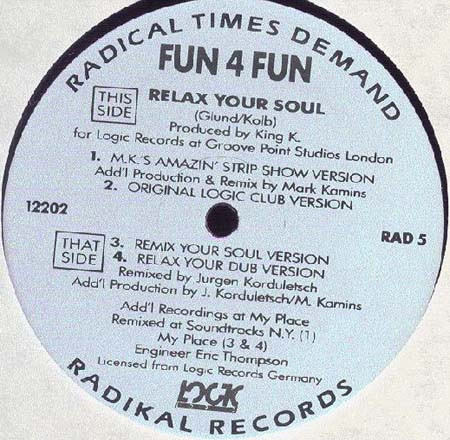 RADICAL TIMES DEMAND
FUN 4 FUN
THIS
SIDE
RELAX YOUR SOUL
(Glund/Kolb)
Produced by King K.
for Logic Records at Groove Point Studios London
1. M.K.'S AMAZIN' STRIP SHOW VERSION
Add'l Production & Remix by Mark Kamins
2. ORIGINAL LOGIC CLUB VERSION
12202
RAD 5
THAT
SIDE
3. REMIX YOUR SOUL VERSION
4. RELAX YOUR DUB VERSION
Remixed by Jurgen Korduletsch
Add'l Production by J. Korduletsch/M. Kamins
Add'l Recordings at My Place
Remixed at Soundtrocks N.Y. (1)
My Place (3 & 4)
Engineer Eric Thompson
Licensed from Logic Records Germany
LOGIC
RADIKAL RECORDS